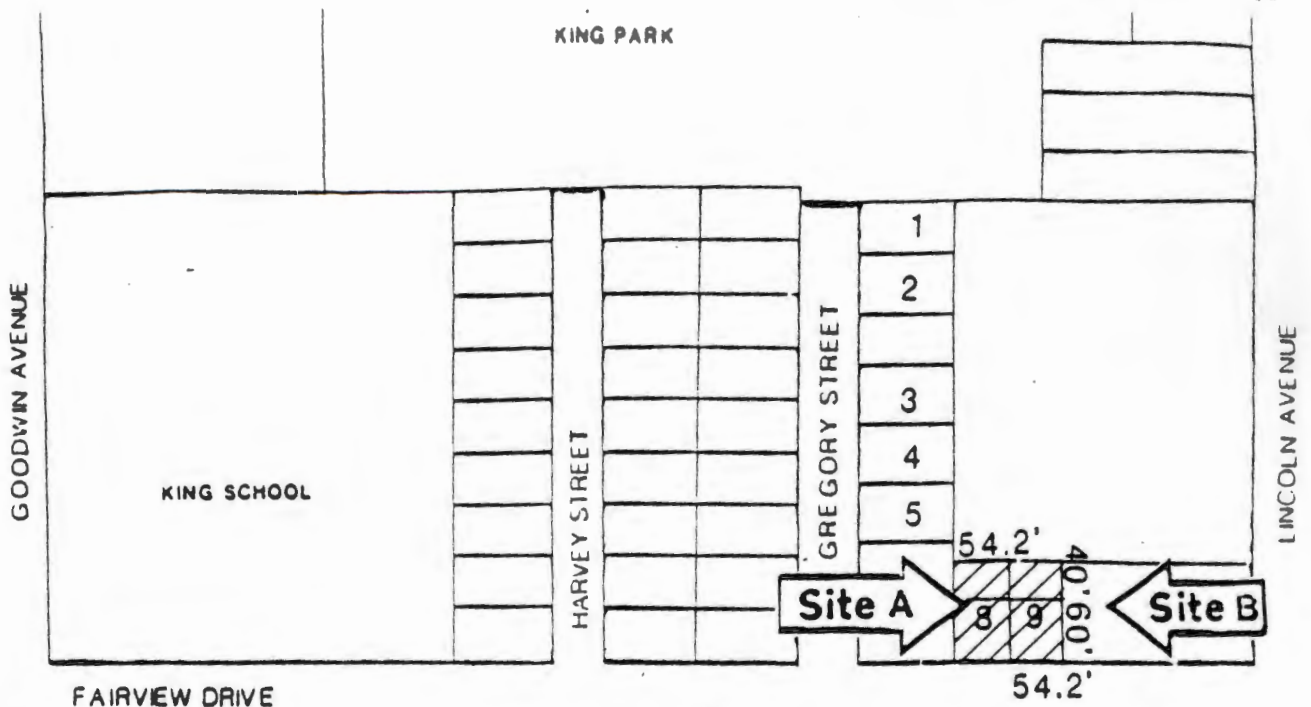 KING PARK
GOODWIN AVENUE
KING SCHOOL
HARVEY STREET
GREGORY STREET
1
2
3
4
5
LINCOLN AVENUE
54.2'
40'
60'
Site A
8
9
Site B
54.2'
FAIRVIEW DRIVE